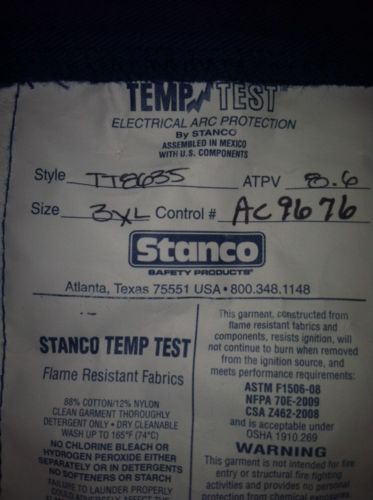 TEMP TEST™
ELECTRICAL ARC PROTECTION
By STANCO
ASSEMBLED IN MEXICO
WITH U.S. COMPONENTS
Style TT8635 ATPV 8.6
Size 3XL Control # AC9676
Stanco
SAFETY PRODUCTS®
Atlanta, Texas 75551 USA • 800.348.1148
STANCO TEMP TEST
Flame Resistant Fabrics
88% COTTON/12% NYLON
CLEAN GARMENT THOROUGHLY
DETERGENT ONLY • DRY CLEANABLE
WASH UP TO 165°F (74°C)
NO CHLORINE BLEACH OR
HYDROGEN PEROXIDE EITHER
SEPARATELY OR IN DETERGENTS
NO SOFTENERS OR STARCH
FAILURE TO LAUNDER PROPERLY
This garment, constructed from
flame resistant fabrics and
components, resists ignition, will
not continue to burn when removed
from the ignition source, and
meets performance requirements:
ASTM F1506-08
NFPA 70E-2009
CSA Z462-2008
and is acceptable under
OSHA 1910.269
WARNING
This garment is not intended for fire
entry or structural fire fighting
activities and provides no personal